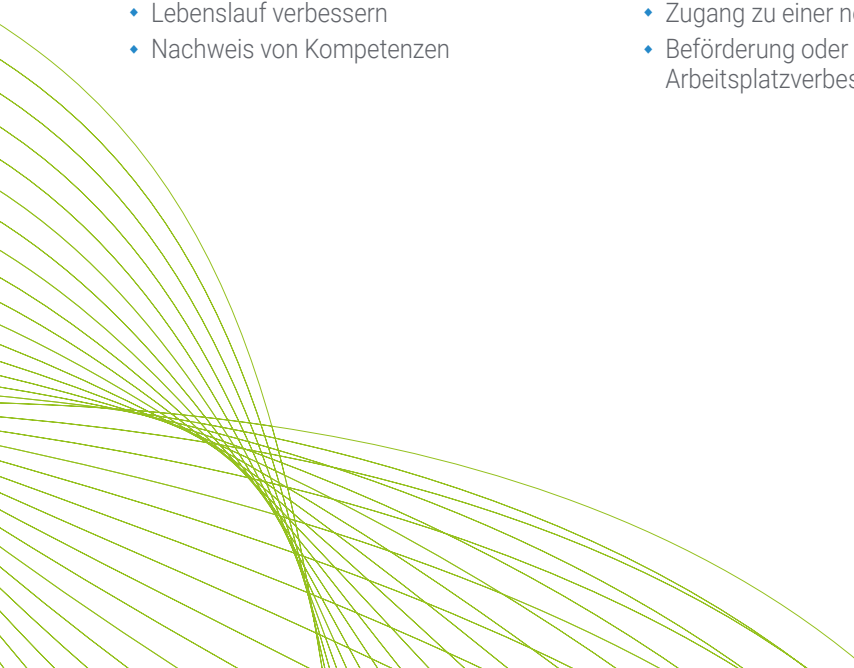 Lebenslauf verbessern
Nachweis von Kompetenzen
Zugang zu einer
Beförderung oder